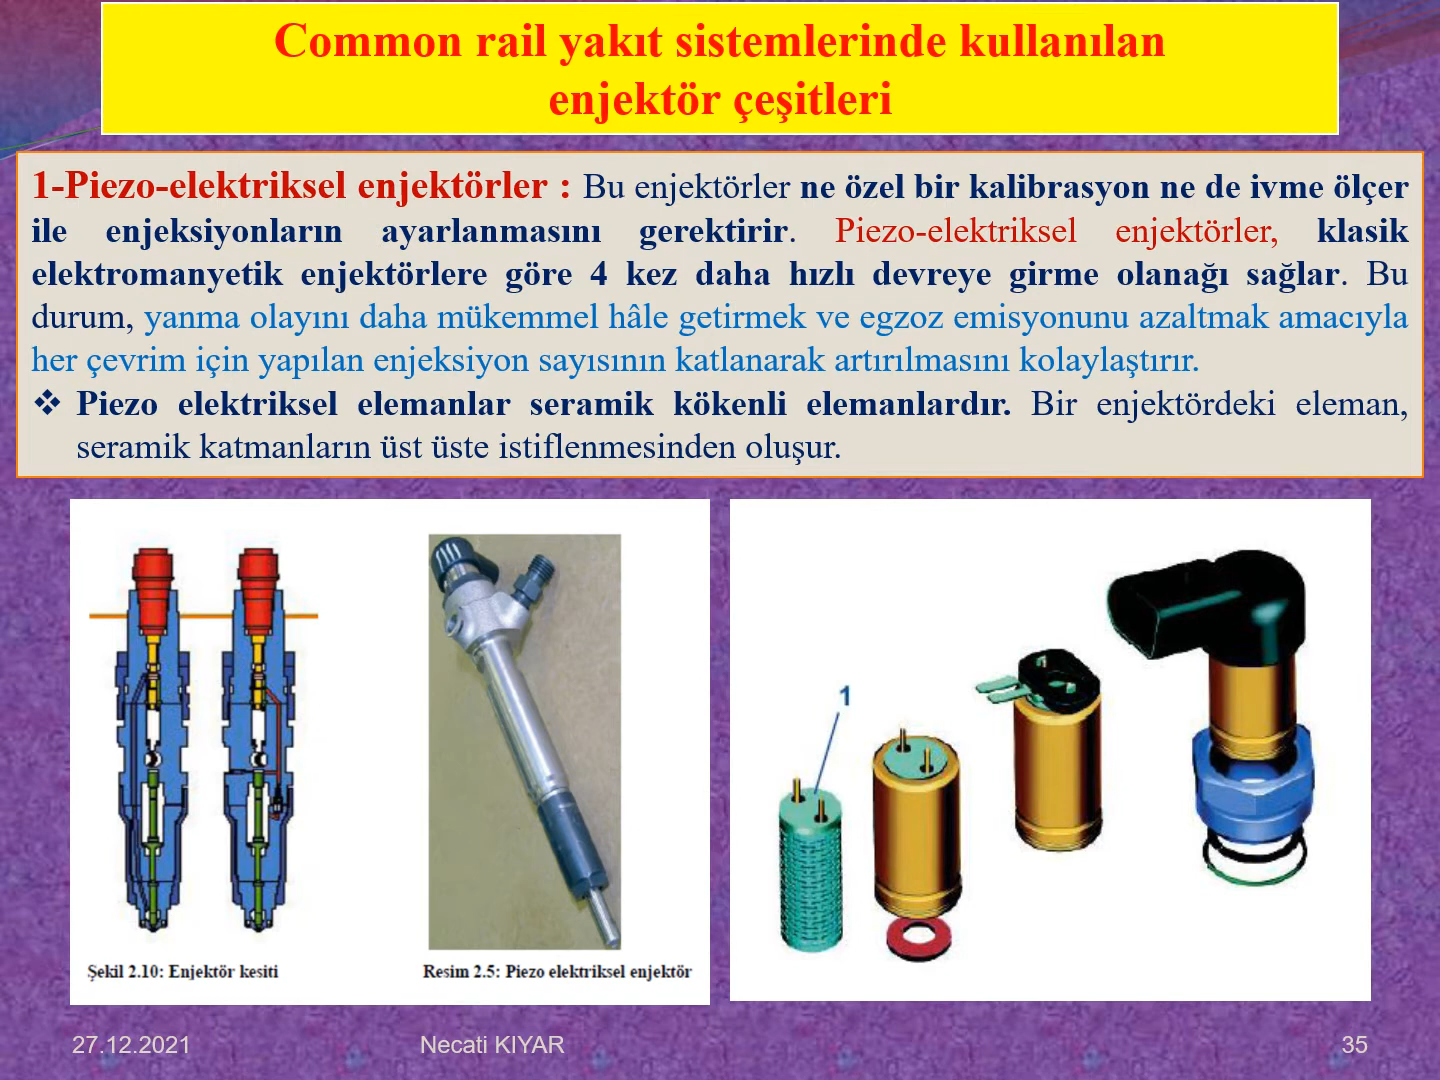 Common rail yakıt sistemlerinde kullanılan
enjektör çeşitleri
1-Piezo-elektriksel enjektörler : Bu enjektörler ne özel bir kalibrasyon ne de ivme ölçer
ile enjeksiyonların ayarlanmasını gerektirir. Piezo-elektriksel enjektörler, klasik
elektromanyetik enjektörlere göre 4 kez daha hızlı devreye girme olanağı sağlar. Bu
durum, yanma olayını daha mükemmel hâle getirmek ve egzoz emisyonunu azaltmak amacıyla
her çevrim için yapılan enjeksiyon sayısının katlanarak artırılmasını kolaylaştırır.
❖ Piezo elektriksel elemanlar seramik kökenli elemanlardır. Bir enjektördeki eleman,
seramik katmanların üst üste istiflenmesinden oluşur.
1
Şekil 2.10: Enjektör kesiti
Resim 2.5: Piezo elektriksel enjektör
27.12.2021
Necati KIYAR
35